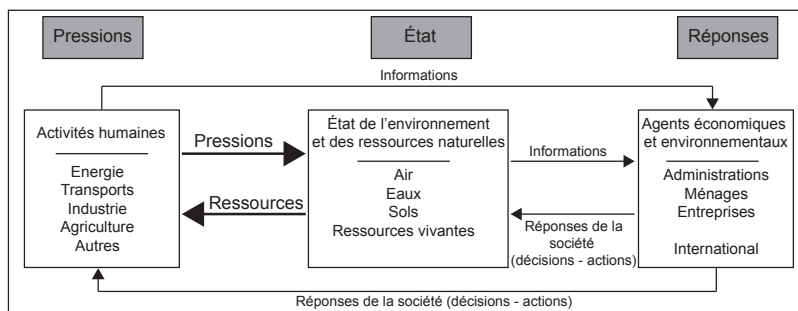 Pressions
État
Réponses
Informations
Activités humaines
Energie
Transports
Industrie
Agriculture
Autres
Pressions
Ressources
État de l'environnement
et des ressources naturelles
Air
Eaux
Sols
Ressources vivantes
Informations
Réponses de la
société
(décisions - actions)
Agents économiques
et environnementaux
Administrations
Ménages
Entreprises
International
Réponses de la société (décisions - actions)